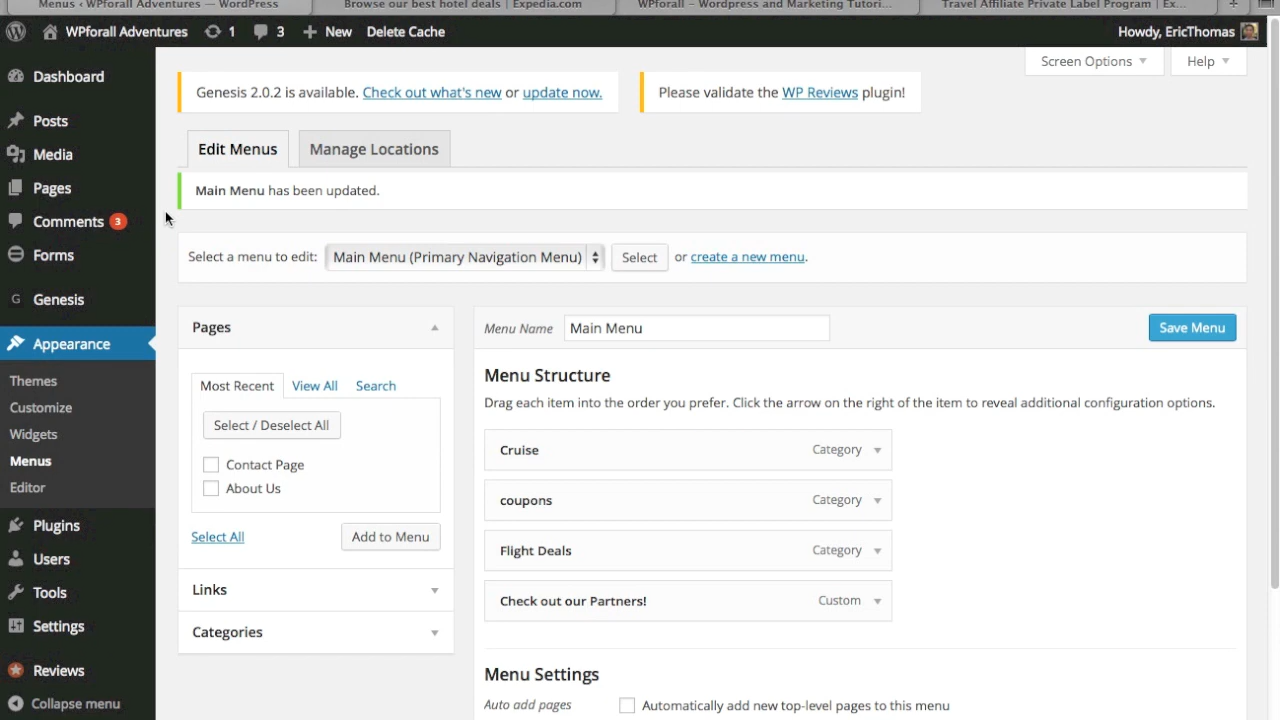 Menus ‹ WPforall Adventures — WordPress
Browse our best hotel deals | Expedia.com
WPforall - Wordpress and Marketing Tutori...
Travel Affiliate Private Label Program | Ex...
WPforall Adventures 1 3 New Delete Cache Howdy, EricThomas
Screen Options Help
Dashboard
Posts
Media
Pages
Comments 3
Forms
Genesis
Appearance
Themes
Customize
Widgets
Menus
Editor
Plugins
Users
Tools
Settings
Reviews
Collapse menu
Genesis 2.0.2 is available. Check out what's new or update now.
Please validate the WP Reviews plugin!
Edit Menus Manage Locations
Main Menu has been updated.
Select a menu to edit: Main Menu (Primary Navigation Menu) Select or create a new menu.
Pages
Most Recent View All Search
Select / Deselect All
Contact Page
About Us
Select All Add to Menu
Links
Categories
Menu Name Main Menu Save Menu
Menu Structure
Drag each item into the order you prefer. Click the arrow on the right of the item to reveal additional configuration options.
Cruise Category
coupons Category
Flight Deals Category
Check out our Partners! Custom
Menu Settings
Auto add pages Automatically add new top-level pages to this menu